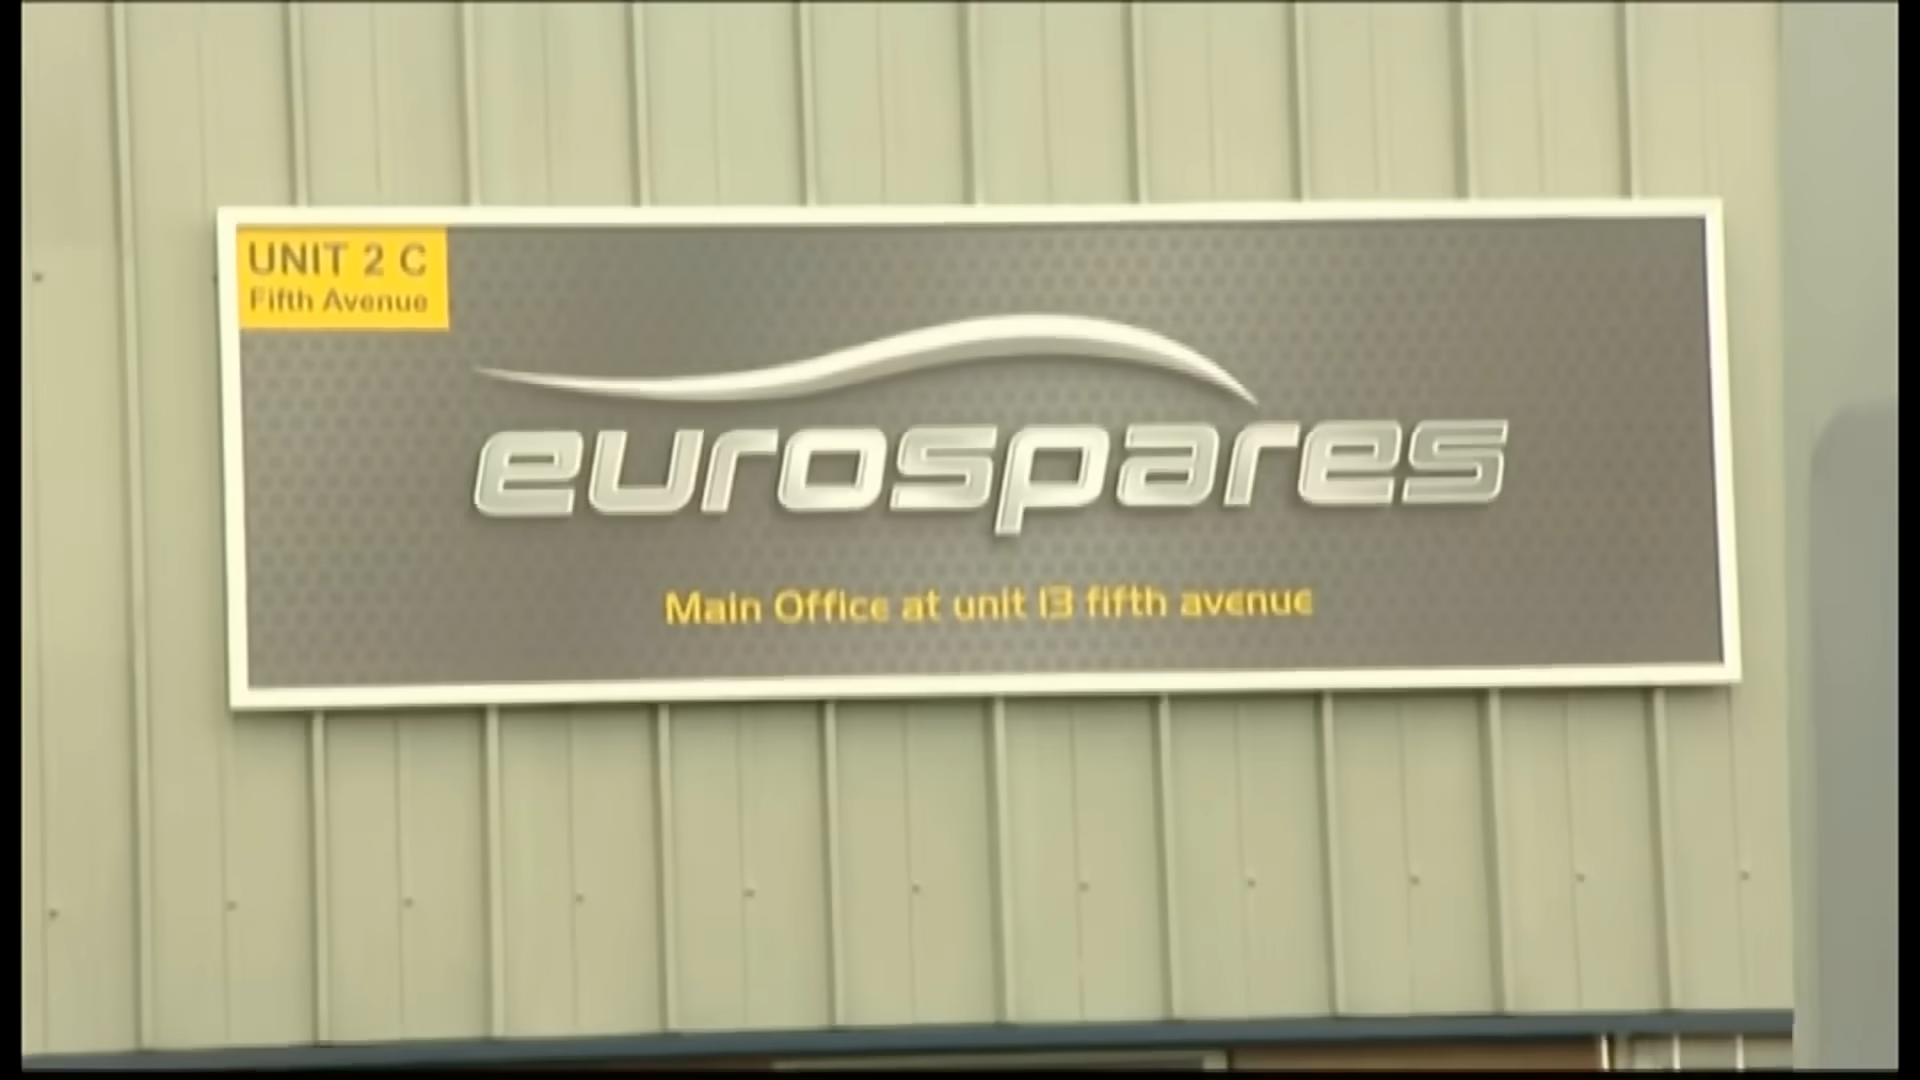 UNIT 2 C
Fifth Avenue
eurospares
Main Office at unit 13 fifth avenue